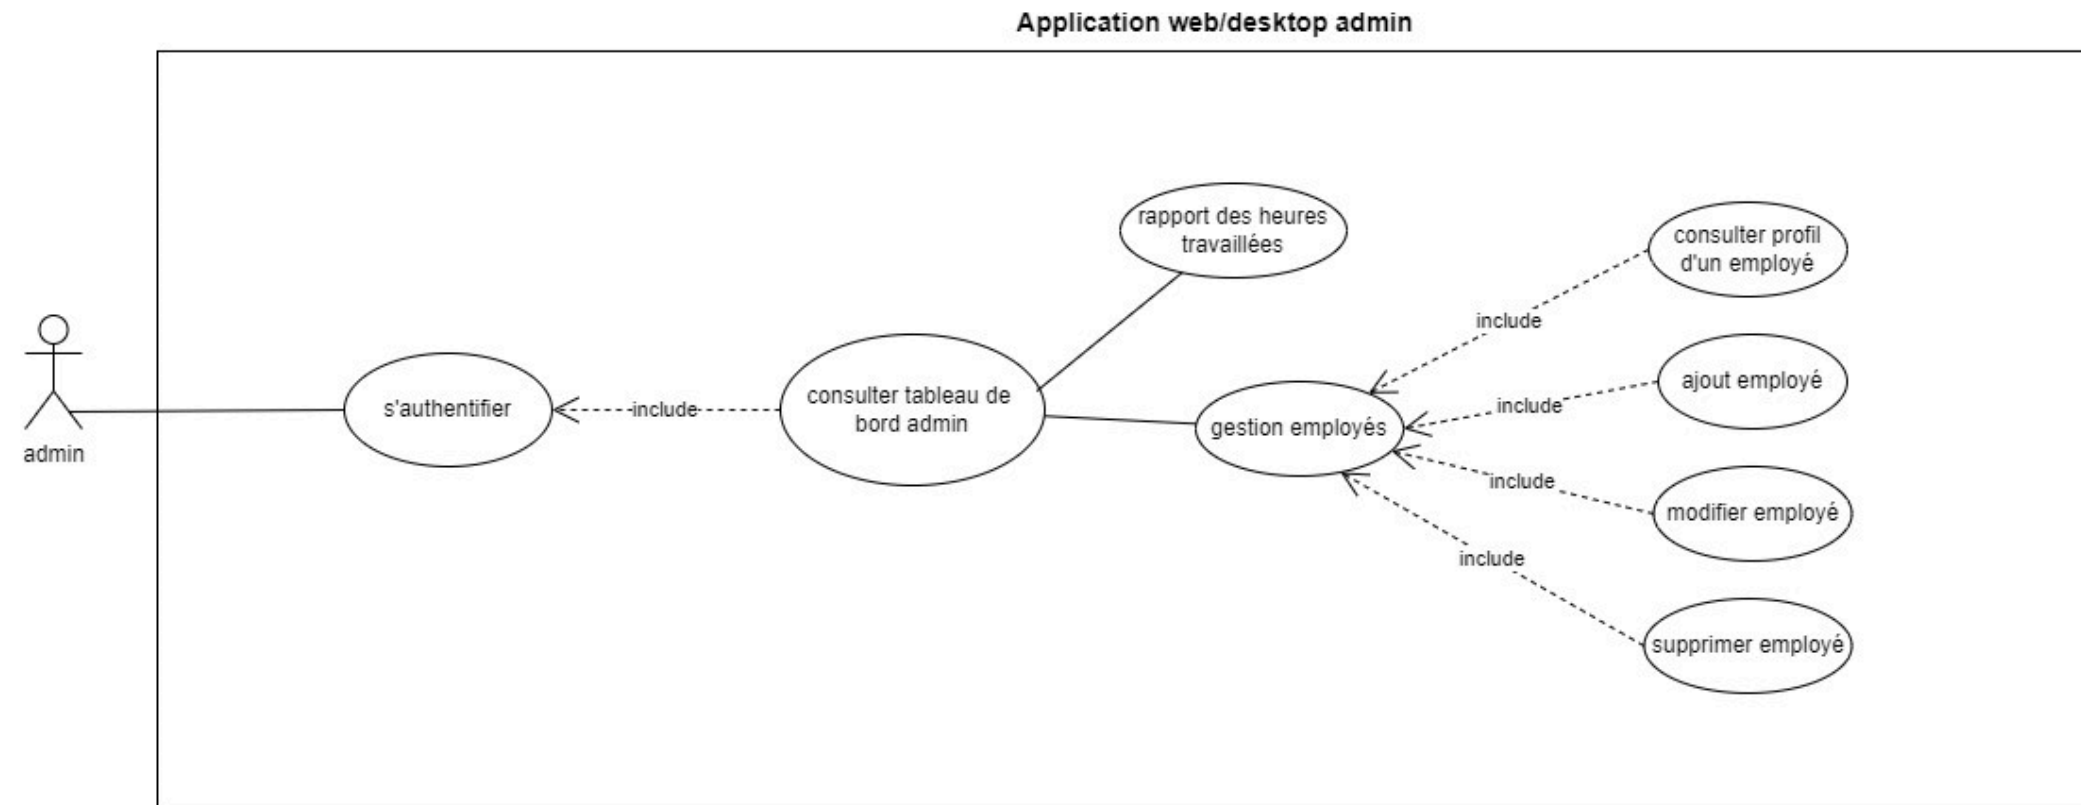 Application web/desktop admin
rapport des heures
travaillées
consulter profil
d'un employé
include
ajout employé
include
s'authentifier
include
consulter tableau de
bord admin
gestion employés
admin
include
modifier employé
include
supprimer employé